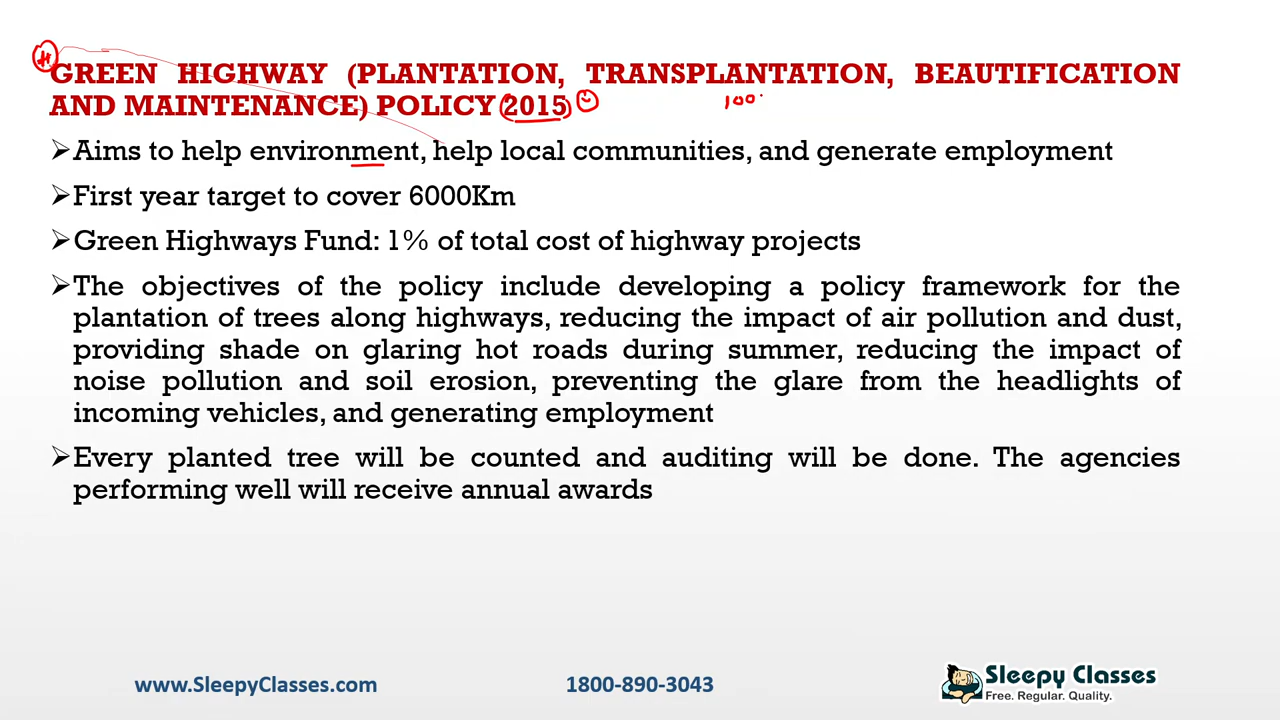 GREEN HIGHWAY (PLANTATION, TRANSPLANTATION, BEAUTIFICATION
AND MAINTENANCE) POLICY 2015
100
➢Aims to help environment, help local communities, and generate employment
➢First year target to cover 6000Km
➢Green Highways Fund: 1% of total cost of highway projects
➢The objectives of the policy include developing a policy framework for the
plantation of trees along highways, reducing the impact of air pollution and dust,
providing shade on glaring hot roads during summer, reducing the impact of
noise pollution and soil erosion, preventing the glare from the headlights of
incoming vehicles, and generating employment
➢Every planted tree will be counted and auditing will be done. The agencies
performing well will receive annual awards
www.SleepyClasses.com
1800-890-3043
Sleepy Classes
Free. Regular. Quality.